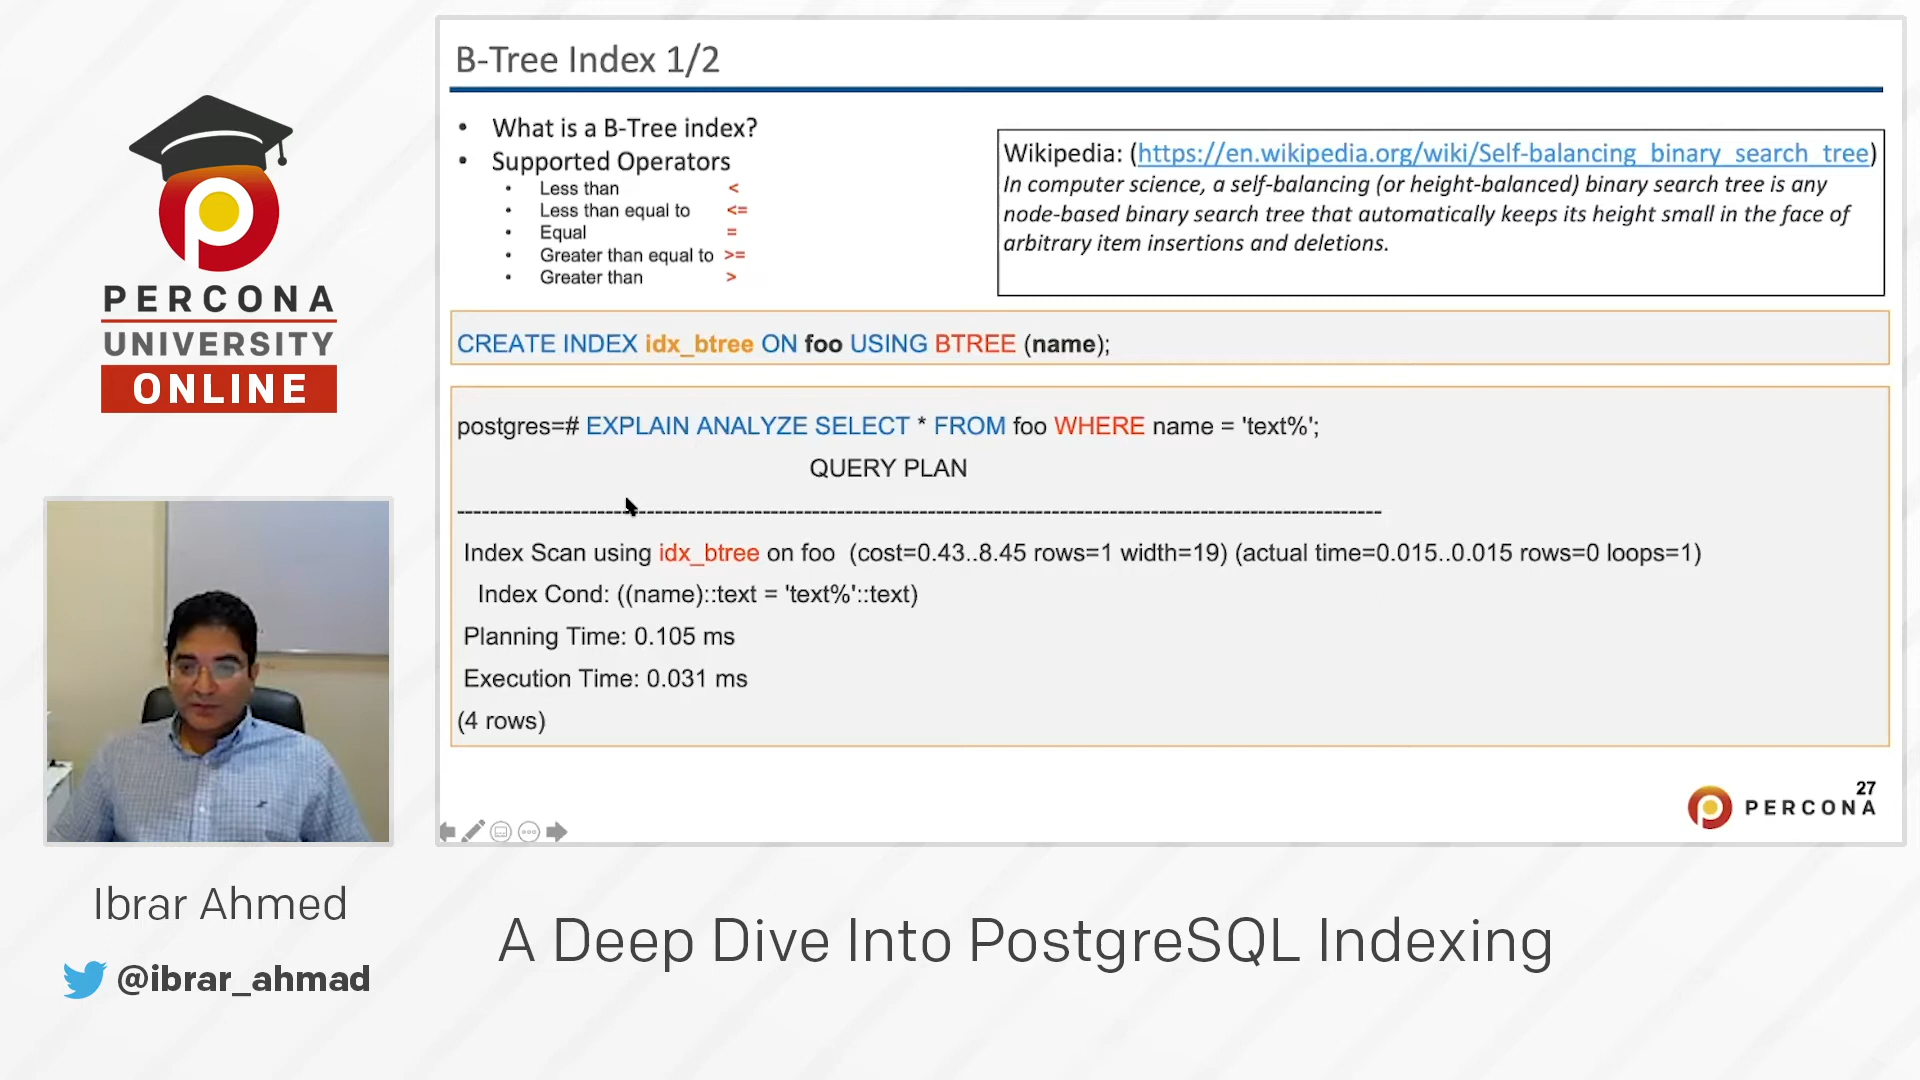 PERCONA
UNIVERSITY
ONLINE
B-Tree Index 1/2
• What is a B-Tree index?
• Supported Operators
• Less than <
• Less than equal to <=
• Equal =
• Greater than equal to >=
• Greater than >
Wikipedia: (https://en.wikipedia.org/wiki/Self-balancing_binary_search_tree)
In computer science, a self-balancing (or height-balanced) binary search tree is any
node-based binary search tree that automatically keeps its height small in the face of
arbitrary item insertions and deletions.
CREATE INDEX idx_btree ON foo USING BTREE (name);
postgres=# EXPLAIN ANALYZE SELECT * FROM foo WHERE name = 'text%';
QUERY PLAN
---------------------------------------------------------------------------------------------------------------
Index Scan using idx_btree on foo (cost=0.43..8.45 rows=1 width=19) (actual time=0.015..0.015 rows=0 loops=1)
Index Cond: ((name)::text = 'text%'::text)
Planning Time: 0.105 ms
Execution Time: 0.031 ms
(4 rows)
27
PERCONA
Ibrar Ahmed
@ibrar_ahmad
A Deep Dive Into PostgreSQL Indexing